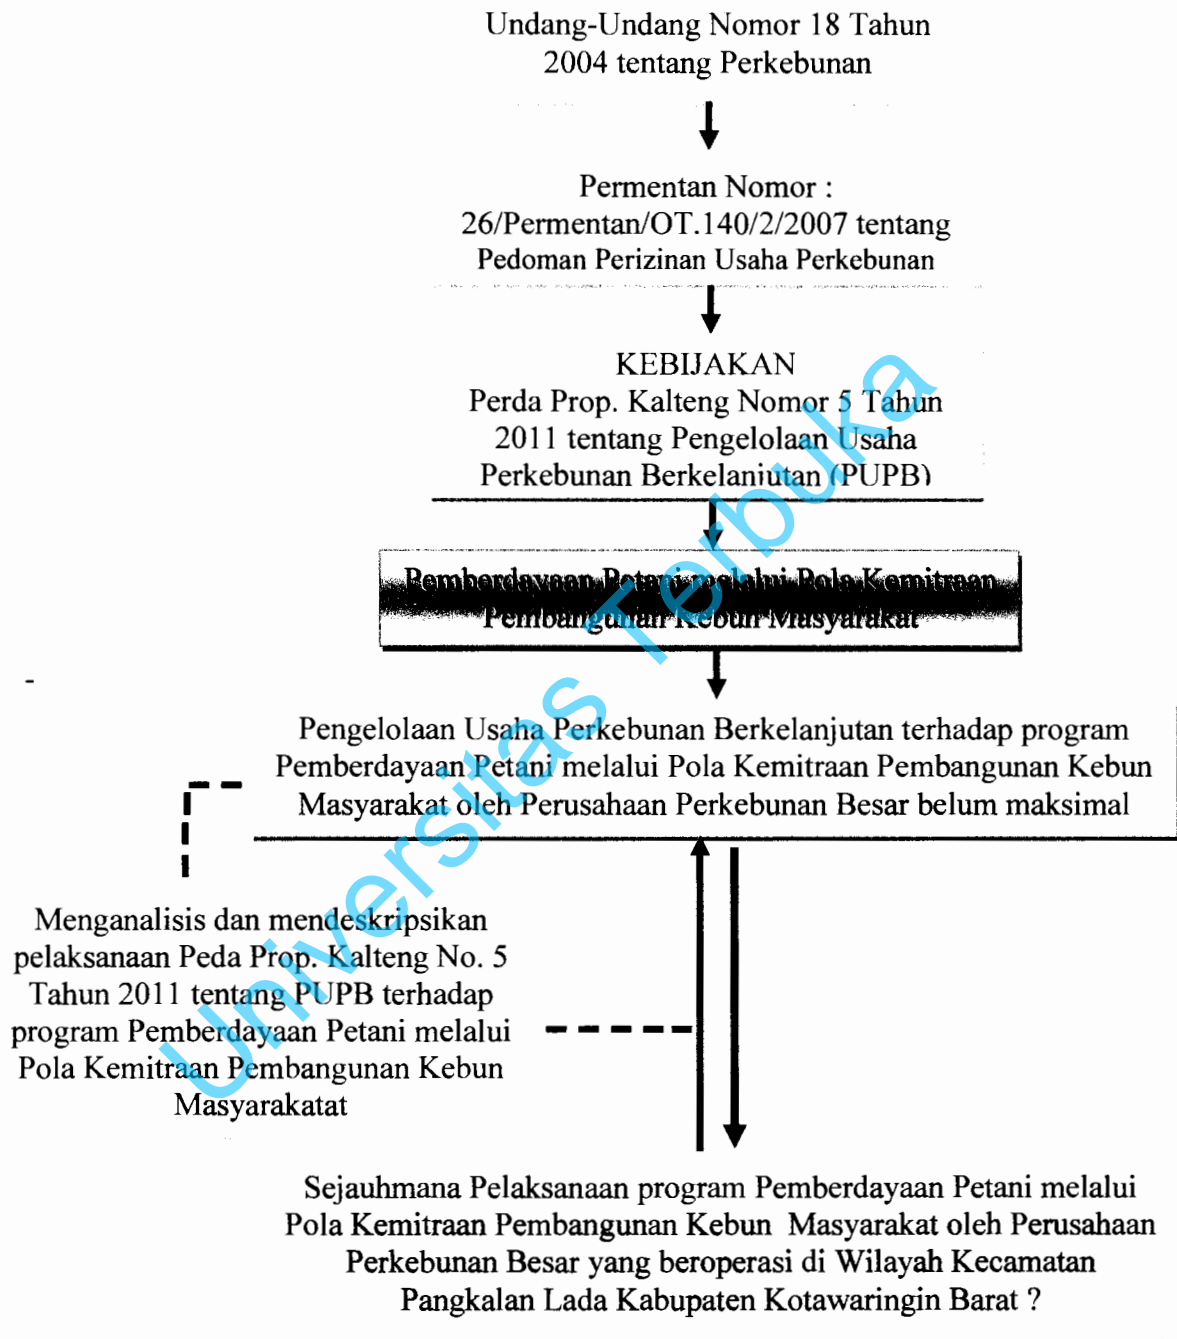 Undang-Undang Nomor 18 Tahun
2004 tentang Perkebunan
Permentan Nomor :
26/Permentan/OT.140/2/2007 tentang
Pedoman Perizinan Usaha Perkebunan
KEBIJAKAN
Perda Prop. Kalteng Nomor 5 Tahun
2011 tentang Pengelolaan Usaha
Perkebunan Berkelanjutan (PUPB)
Pemberdayaan Petani melalui Pola Kemitraan
Pembangunan Kebun Masyarakat
Pengelolaan Usaha Perkebunan Berkelanjutan terhadap program
Pemberdayaan Petani melalui Pola Kemitraan Pembangunan Kebun
Masyarakat oleh Perusahaan Perkebunan Besar belum maksimal
Menganalisis dan mendeskripsikan
pelaksanaan Peda Prop. Kalteng No. 5
Tahun 2011 tentang PUPB terhadap
program Pemberdayaan Petani melalui
Pola Kemitraan Pembangunan Kebun
Masyarakatat
Sejauhmana Pelaksanaan program Pemberdayaan Petani melalui
Pola Kemitraan Pembangunan Kebun Masyarakat oleh Perusahaan
Perkebunan Besar yang beroperasi di Wilayah Kecamatan
Pangkalan Lada Kabupaten Kotawaringin Barat ?
Universitas Terbuka